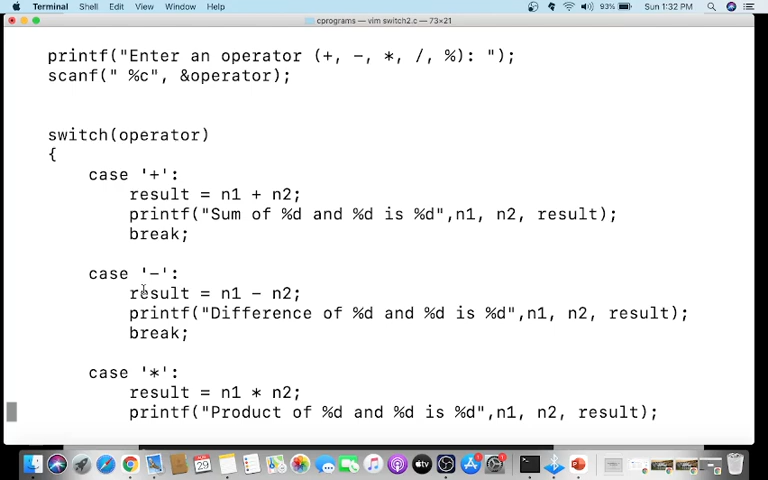 Terminal Shell Edit View Window Help 93% Sun 1:32 PM
cprograms — vim switch2.c — 73×21
printf("Enter an operator (+, -, *, /, %): ");
scanf(" %c", &operator);
switch(operator)
{
case '+':
result = n1 + n2;
printf("Sum of %d and %d is %d",n1, n2, result);
break;
case '-':
result = n1 - n2;
printf("Difference of %d and %d is %d",n1, n2, result);
break;
case '*':
result = n1 * n2;
printf("Product of %d and %d is %d",n1, n2, result);
29
tv